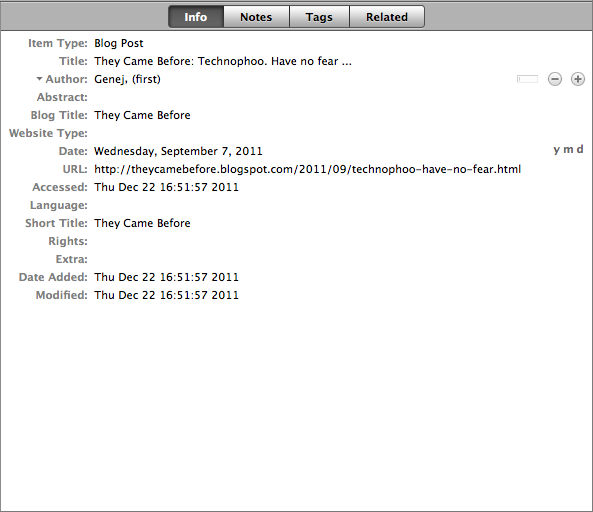 Info Notes Tags Related
Item Type: Blog Post
Title: They Came Before: Technophoo. Have no fear ...
Author: Genej, (first)
Abstract:
Blog Title: They Came Before
Website Type:
Date: Wednesday, September 7, 2011 y m d
URL: http://theycamebefore.blogspot.com/2011/09/technophoo-have-no-fear.html
Accessed: Thu Dec 22 16:51:57 2011
Language:
Short Title: They Came Before
Rights:
Extra:
Date Added: Thu Dec 22 16:51:57 2011
Modified: Thu Dec 22 16:51:57 2011